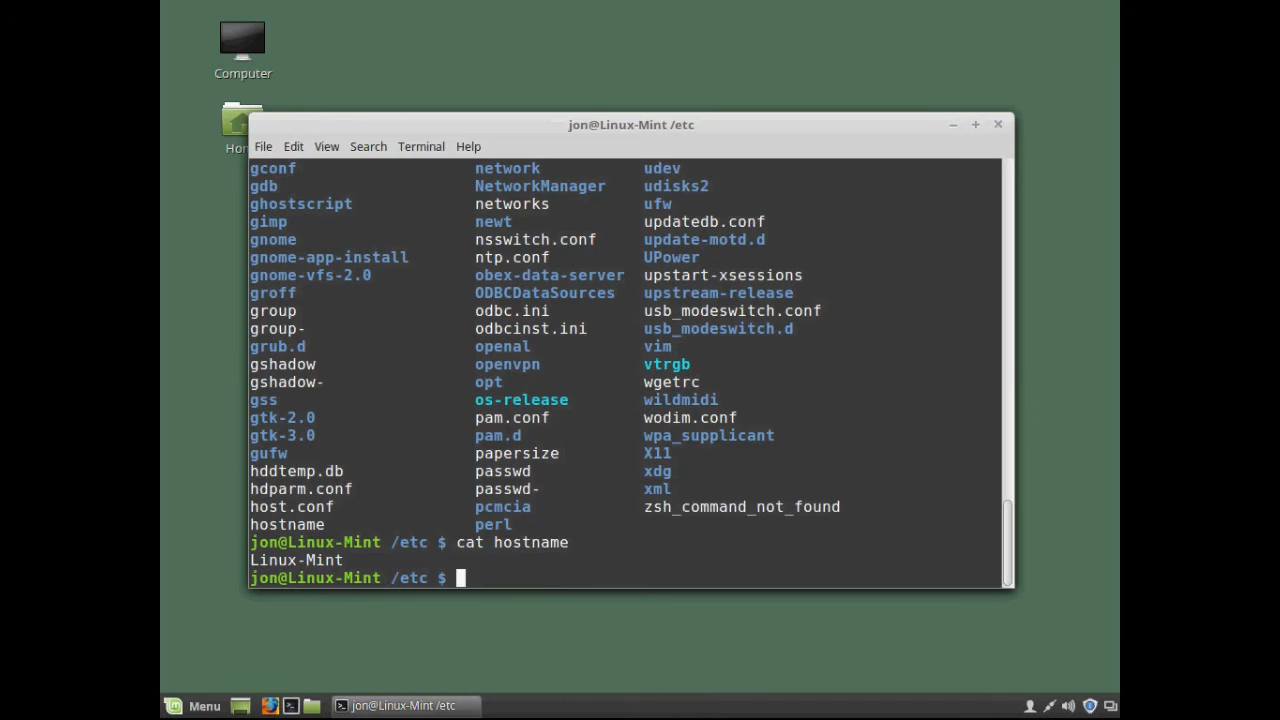 Computer
Hom
jon@Linux-Mint /etc
File Edit View Search Terminal Help
gconf network udev
gdb NetworkManager udisks2
ghostscript networks ufw
gimp newt updatedb.conf
gnome nsswitch.conf update-motd.d
gnome-app-install ntp.conf UPower
gnome-vfs-2.0 obex-data-server upstart-xsessions
groff ODBCDataSources upstream-release
group odbc.ini usb_modeswitch.conf
group- odbcinst.ini usb_modeswitch.d
grub.d openal vim
gshadow openvpn vtrgb
gshadow- opt wgetrc
gss os-release wildmidi
gtk-2.0 pam.conf wodim.conf
gtk-3.0 pam.d wpa_supplicant
gufw papersize X11
hddtemp.db passwd xdg
hdparm.conf passwd- xml
host.conf pcmcia zsh_command_not_found
hostname perl
jon@Linux-Mint /etc $ cat hostname
Linux-Mint
jon@Linux-Mint /etc $
Menu jon@Linux-Mint /etc